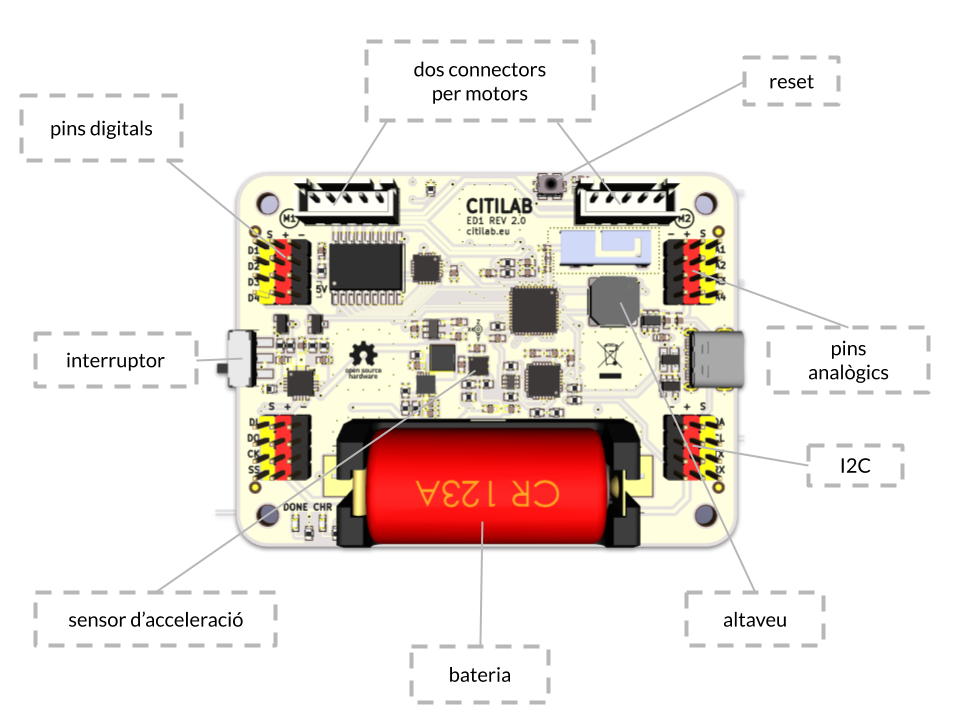 dos connectors
per motors
reset
pins digitals
CITILAB
ED1 REV 2.0
citilab.eu
M1
M2
S + -
- + S
D1
D2
D3
D4
A1
A2
A4
5V
interruptor
open source
hardware
pins
analògics
S + -
- + S
DI
DO
CK
SS
I2C
CR 123A
DONE CHR
sensor d'acceleració
altaveu
bateria